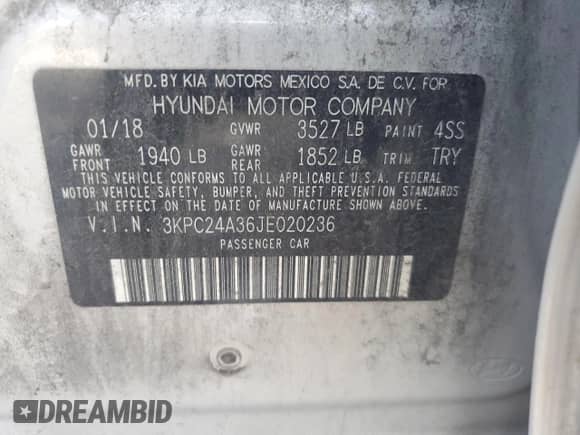 MFD. BY KIA MOTORS MEXICO S.A. DE C.V. FOR
HYUNDAI MOTOR COMPANY
01/18 GVWR 3527 LB PAINT 4SS
GAWR FRONT 1940 LB GAWR REAR 1852 LB TRIM TRY
THIS VEHICLE CONFORMS TO ALL APPLICABLE U.S.A. FEDERAL
MOTOR VEHICLE SAFETY, BUMPER, AND THEFT PREVENTION STANDARDS
IN EFFECT ON THE DATE OF MANUFACTURE SHOWN ABOVE.
V.I.N. 3KPC24A36JE020236
PASSENGER CAR
DREAMBID